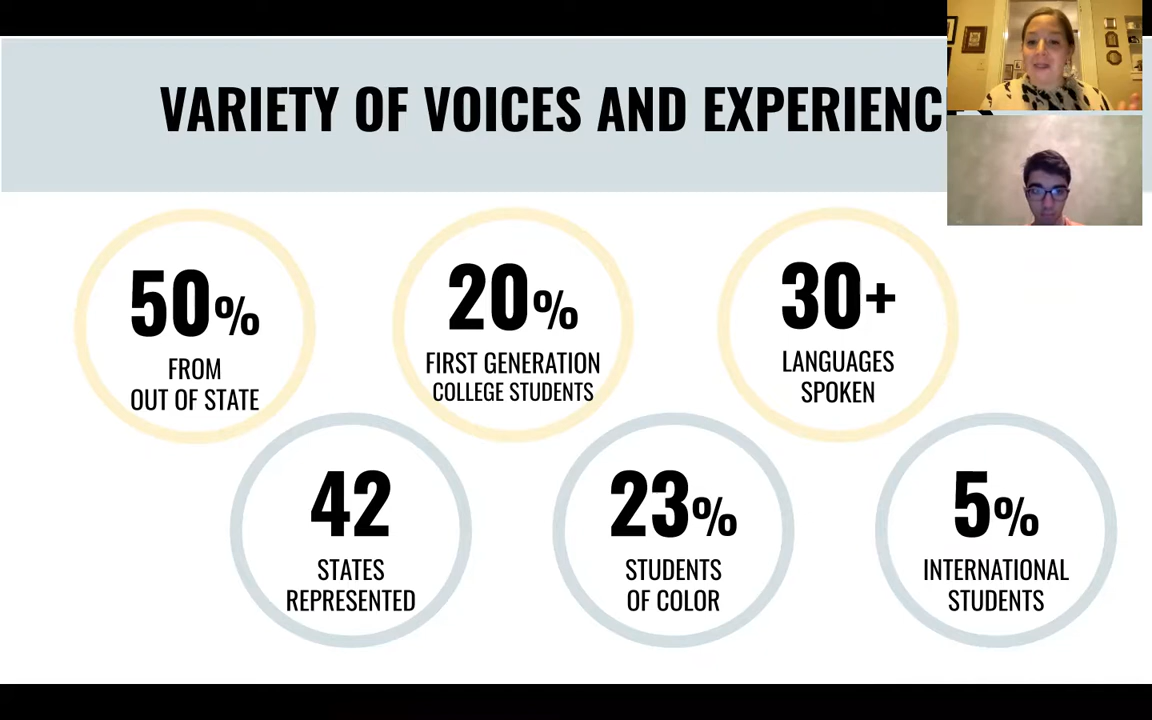 VARIETY OF VOICES AND EXPERIENC
50%
FROM
OUT OF STATE
20%
FIRST GENERATION
COLLEGE STUDENTS
30+
LANGUAGES
SPOKEN
42
STATES
REPRESENTED
23%
STUDENTS
OF COLOR
5%
INTERNATIONAL
STUDENTS